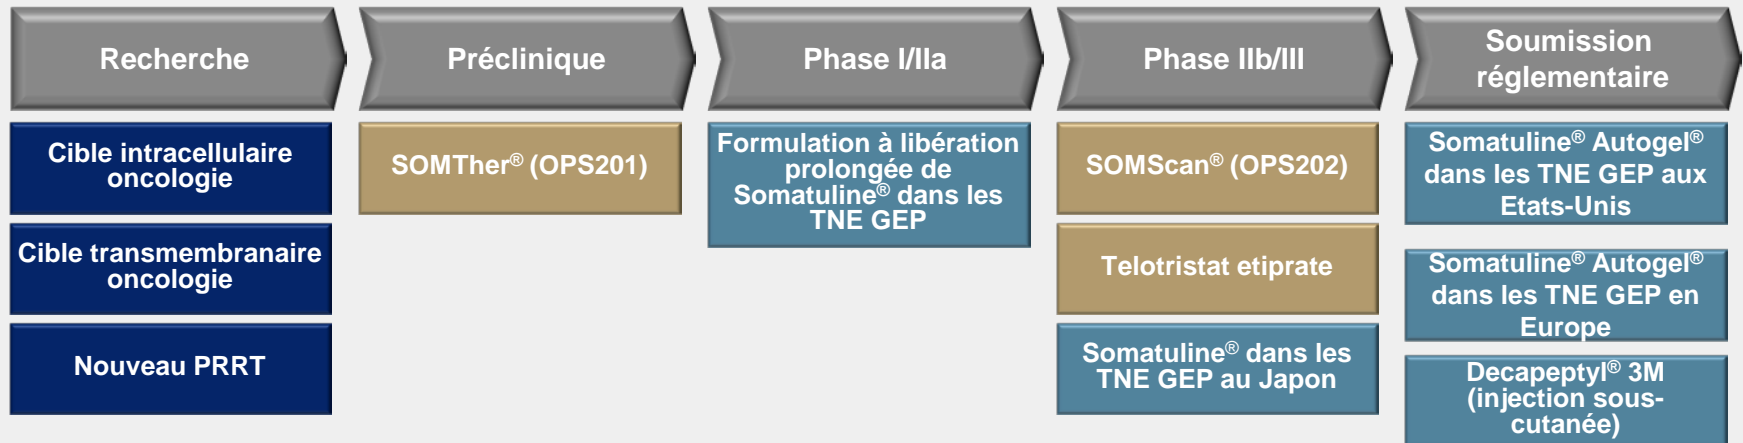 Recherche
Préclinique
Phase I/IIa
Phase IIb/III
Soumission
réglementaire
Cible intracellulaire
oncologie
Cible transmembranaire
oncologie
Nouveau PRRT
SOMTher® (OPS201)
Formulation à libération
prolongée de
Somatuline® dans les
TNE GEP
SOMScan® (OPS202)
Telotristat etiprate
Somatuline® dans les
TNE GEP au Japon
Somatuline® Autogel®
dans les TNE GEP aux
Etats-Unis
Somatuline® Autogel®
dans les TNE GEP en
Europe
Decapeptyl® 3M
(injection sous-
cutanée)